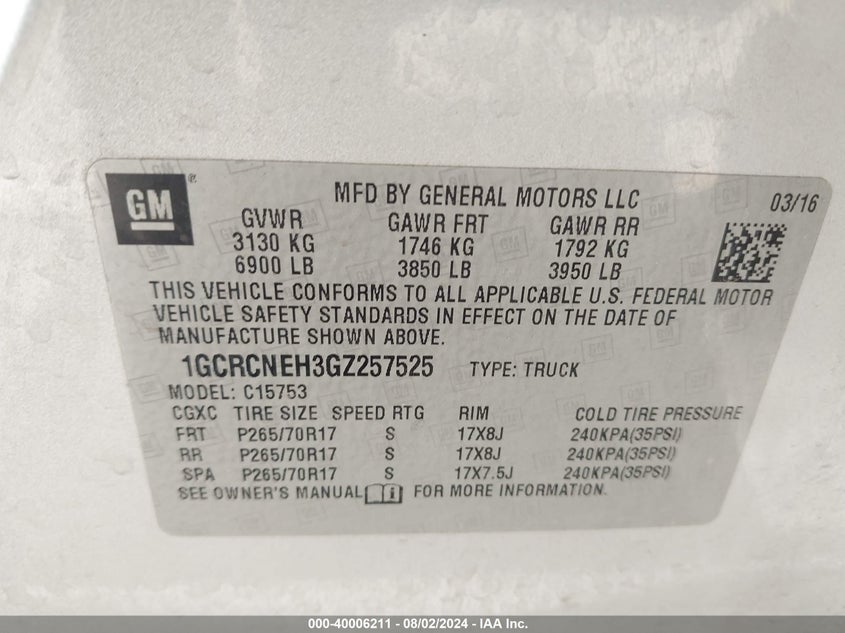 GM ®
MFD BY GENERAL MOTORS LLC 03/16
GVWR GAWR FRT GAWR RR
3130 KG 1746 KG 1792 KG
6900 LB 3850 LB 3950 LB
THIS VEHICLE CONFORMS TO ALL APPLICABLE U.S. FEDERAL MOTOR
VEHICLE SAFETY STANDARDS IN EFFECT ON THE DATE OF
MANUFACTURE SHOWN ABOVE.
1GCRCNEH3GZ257525 TYPE: TRUCK
MODEL: C15753
CGXC TIRE SIZE SPEED RTG RIM COLD TIRE PRESSURE
FRT P265/70R17 S 17X8J 240KPA(35PSI)
RR P265/70R17 S 17X8J 240KPA(35PSI)
SPA P265/70R17 S 17X7.5J 240KPA(35PSI)
SEE OWNER'S MANUAL i FOR MORE INFORMATION.
000-40006211 - 08/02/2024 - IAA Inc.